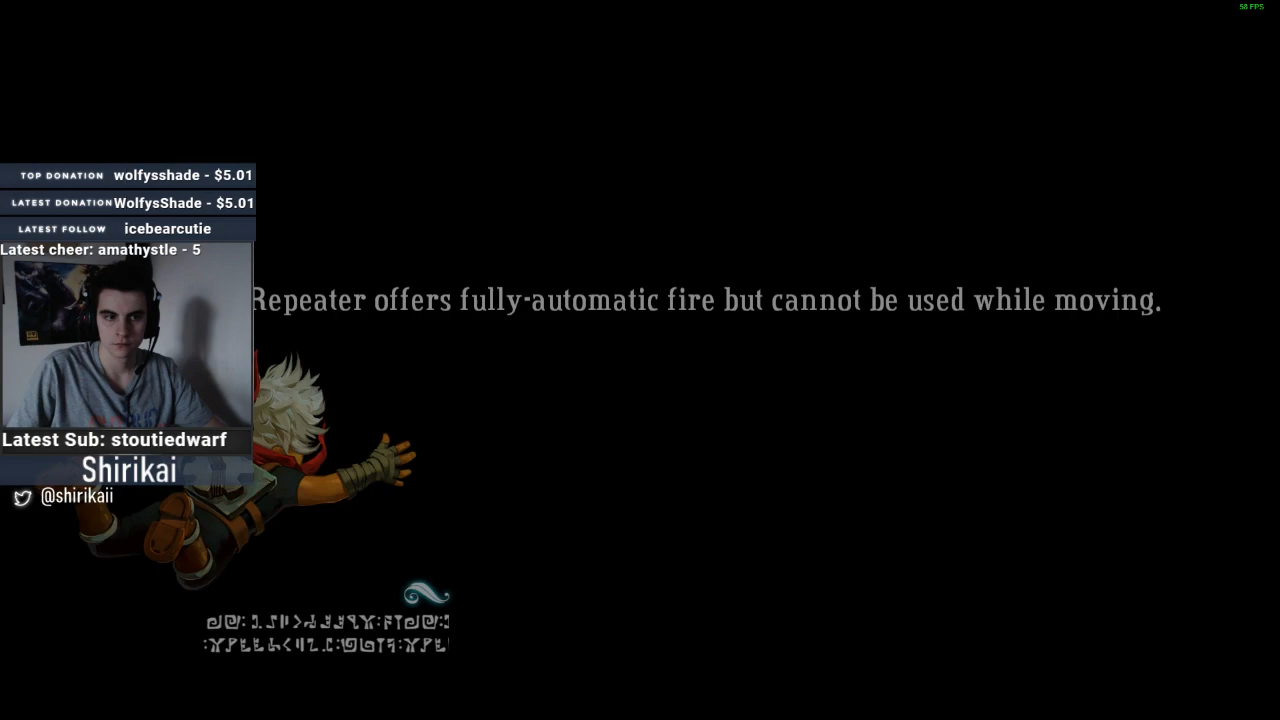 58 FPS
TOP DONATION wolfysshade - $5.01
LATEST DONATION WolfysShade - $5.01
LATEST FOLLOW icebearcutie
Latest cheer: amathystle - 5
Repeater offers fully-automatic fire but cannot be used while moving.
Latest Sub: stoutiedwarf
Shirikai
@shirikaii